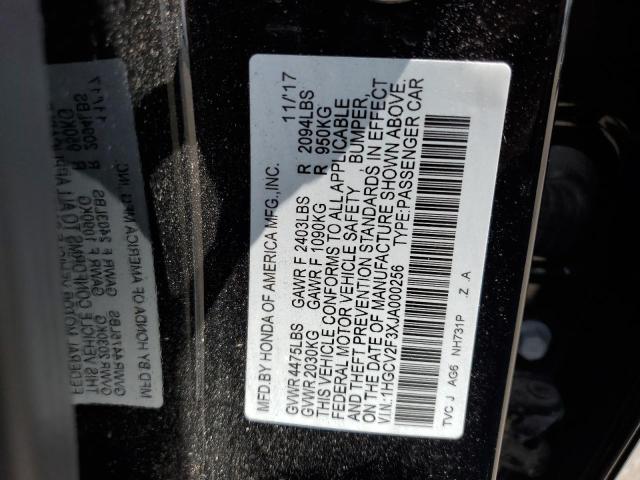 MFD.BY HONDA OF AMERICA MFG.,INC. 11/17
GVWR 4475LBS GAWR F 2403LBS R 2094LBS
GVWR 2030KG GAWR F 1090KG R 950KG
THIS VEHICLE CONFORMS TO ALL APPLICABLE
FEDERAL MOTOR VEHICLE SAFETY BUMPER,
AND THEFT PREVENTION STANDARDS IN EFFECT
ON THE DATE OF MANUFACTURE SHOWN ABOVE.
V.I.N.:1HGCV2F3XJA000256 TYPE:PASSENGER CAR
TVC J AG6 NH731P .Z A